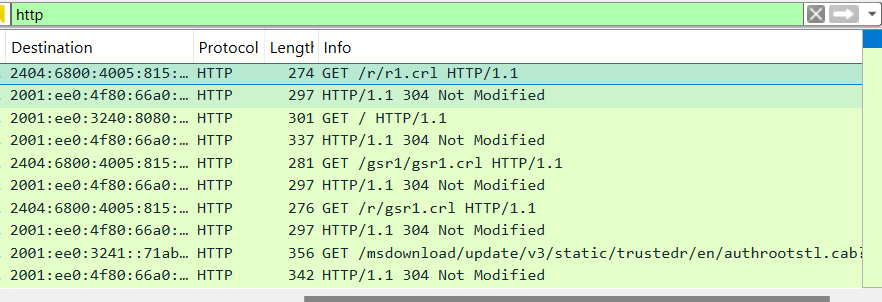 http
Destination Protocol Length Info
2404:6800:4005:815:… HTTP 274 GET /r/r1.crl HTTP/1.1
2001:ee0:4f80:66a0:… HTTP 297 HTTP/1.1 304 Not Modified
2001:ee0:3240:8080:… HTTP 301 GET / HTTP/1.1
2001:ee0:4f80:66a0:… HTTP 337 HTTP/1.1 304 Not Modified
2404:6800:4005:815:… HTTP 281 GET /gsr1/gsr1.crl HTTP/1.1
2001:ee0:4f80:66a0:… HTTP 297 HTTP/1.1 304 Not Modified
2404:6800:4005:815:… HTTP 276 GET /r/gsr1.crl HTTP/1.1
2001:ee0:4f80:66a0:… HTTP 297 HTTP/1.1 304 Not Modified
2001:ee0:3241::71ab… HTTP 356 GET /msdownload/update/v3/static/trustedr/en/authrootstl.cab?
2001:ee0:4f80:66a0:… HTTP 342 HTTP/1.1 304 Not Modified